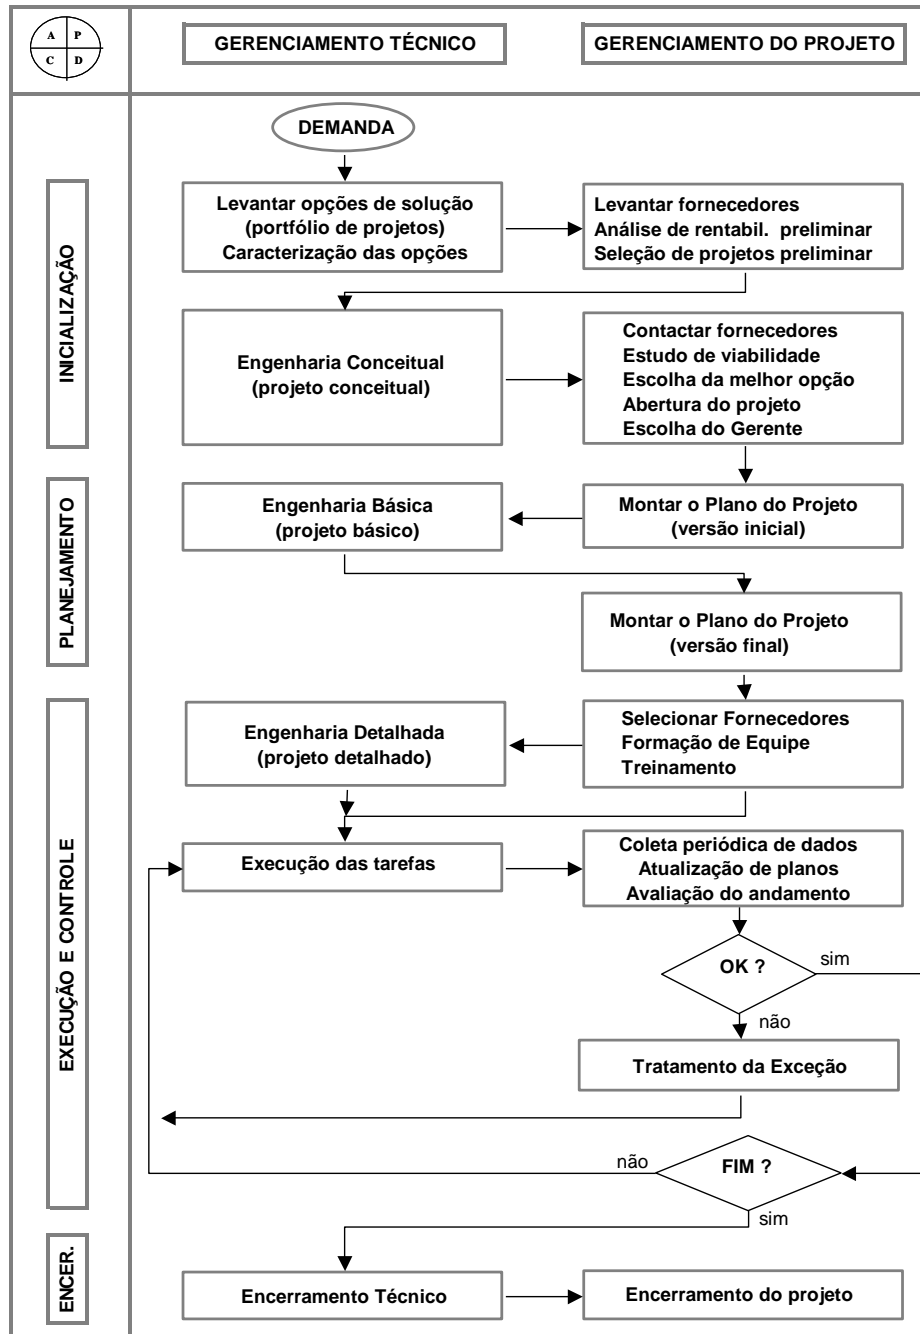 A P
C D
GERENCIAMENTO TÉCNICO
GERENCIAMENTO DO PROJETO
DEMANDA
INICIALIZAÇÃO
Levantar opções de solução
(portfólio de projetos)
Caracterização das opções
Levantar fornecedores
Análise de rentabil. preliminar
Seleção de projetos preliminar
Engenharia Conceitual
(projeto conceitual)
Contactar fornecedores
Estudo de viabilidade
Escolha da melhor opção
Abertura do projeto
Escolha do Gerente
PLANEJAMENTO
Engenharia Básica
(projeto básico)
Montar o Plano do Projeto
(versão inicial)
Montar o Plano do Projeto
(versão final)
EXECUÇÃO E CONTROLE
Engenharia Detalhada
(projeto detalhado)
Selecionar Fornecedores
Formação de Equipe
Treinamento
Execução das tarefas
Coleta periódica de dados
Atualização de planos
Avaliação do andamento
OK ?
sim
não
Tratamento da Exceção
não
FIM ?
sim
ENCER.
Encerramento Técnico
Encerramento do projeto